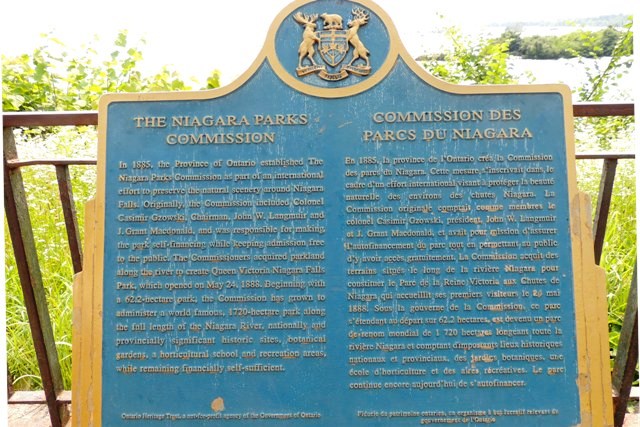 THE NIAGARA PARKS
COMMISSION
In 1885, the Province of Ontario established The
Niagara Parks Commission as part of an international
effort to preserve the natural scenery around Niagara
Falls. Originally, the Commission included Colonel
Casimir Gzowski, Chairman, John W. Langmuir and
J. Grant Macdonald, and was responsible for making
the park self-financing while keeping admission free
to the public. The Commissioners acquired parkland
along the river to create Queen Victoria Niagara Falls
Park, which opened on May 24, 1888. Beginning with
a 62.2-hectare park, the Commission has grown to
administer a world famous, 1720-hectare park along
the full length of the Niagara River, nationally and
provincially significant historic sites, botanical
gardens, a horticultural school and recreation areas,
while remaining financially self-sufficient.
Ontario Heritage Trust, an agency of the Government of Ontario
COMMISSION DES
PARCS DU NIAGARA
En 1885, la province de l'Ontario créa la Commission
des parcs du Niagara. Cette mesure s'inscrivait dans le
cadre d'un effort international visant à protéger la beauté
naturelle des environs des chutes Niagara. La
Commission originale comptait comme membres le
colonel Casimir Gzowski, président, John W. Langmuir
et J. Grant Macdonald, et avait pour mission d'assurer
l'autofinancement du parc tout en permettant au public
d'y avoir accès gratuitement. La Commission acquit des
terrains situés le long de la rivière Niagara pour
constituer le Parc de la Reine Victoria aux Chutes de
Niagara, qui accueillit ses premiers visiteurs le 24 mai
1888. Sous la gouverne de la Commission, ce parc
s'étendant au départ sur 62.2 hectares, est devenu un parc
de renom mondial de 1 720 hectares longeant toute la
rivière Niagara et comptant d'importants lieux historiques
nationaux et provinciaux, des jardins botaniques, une
école d'horticulture et des aires récréatives. Le parc
continue encore aujourd'hui de s'autofinancer.
Fiducie du patrimoine ontarien, un organisme à but lucratif relevant du
gouvernement de l'Ontario